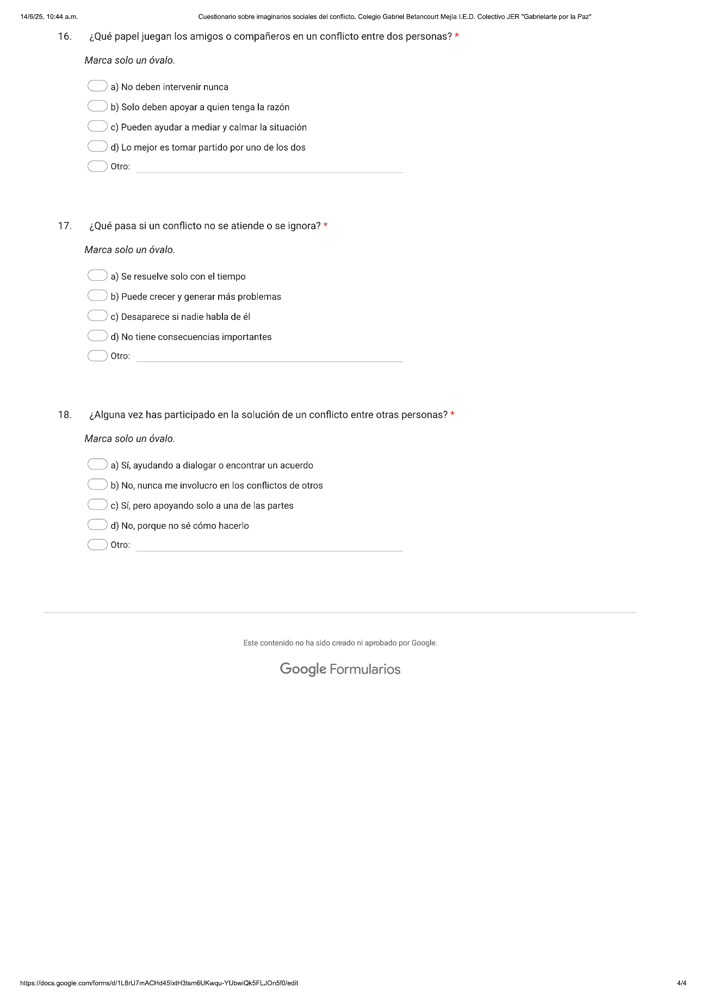 14/6/25, 10:44 a.m.
Cuestionario sobre imaginarios sociales del conflicto. Colegio Gabriel Betancourt Mejía I.E.D. Colectivo JER "Gabrielarte por la Paz"
16. ¿Qué papel juegan los amigos o compañeros en un conflicto entre dos personas? *
Marca solo un óvalo.
a) No deben intervenir nunca
b) Solo deben apoyar a quien tenga la razón
c) Pueden ayudar a mediar y calmar la situación
d) Lo mejor es tomar partido por uno de los dos
Otro:
17. ¿Qué pasa si un conflicto no se atiende o se ignora? *
Marca solo un óvalo.
a) Se resuelve solo con el tiempo
b) Puede crecer y generar más problemas
c) Desaparece si nadie habla de él
d) No tiene consecuencias importantes
Otro:
18. ¿Alguna vez has participado en la solución de un conflicto entre otras personas? *
Marca solo un óvalo.
a) Sí, ayudando a dialogar o encontrar un acuerdo
b) No, nunca me involucro en los conflictos de otros
c) Sí, pero apoyando solo a una de las partes
d) No, porque no sé cómo hacerlo
Otro:
Este contenido no ha sido creado ni aprobado por Google.
Google Formularios
https://docs.google.com/forms/d/1L8rU7mACHd45IxtH3tsm6UKwqu-YUbwiQk5FLJOn5f0/edit
4/4